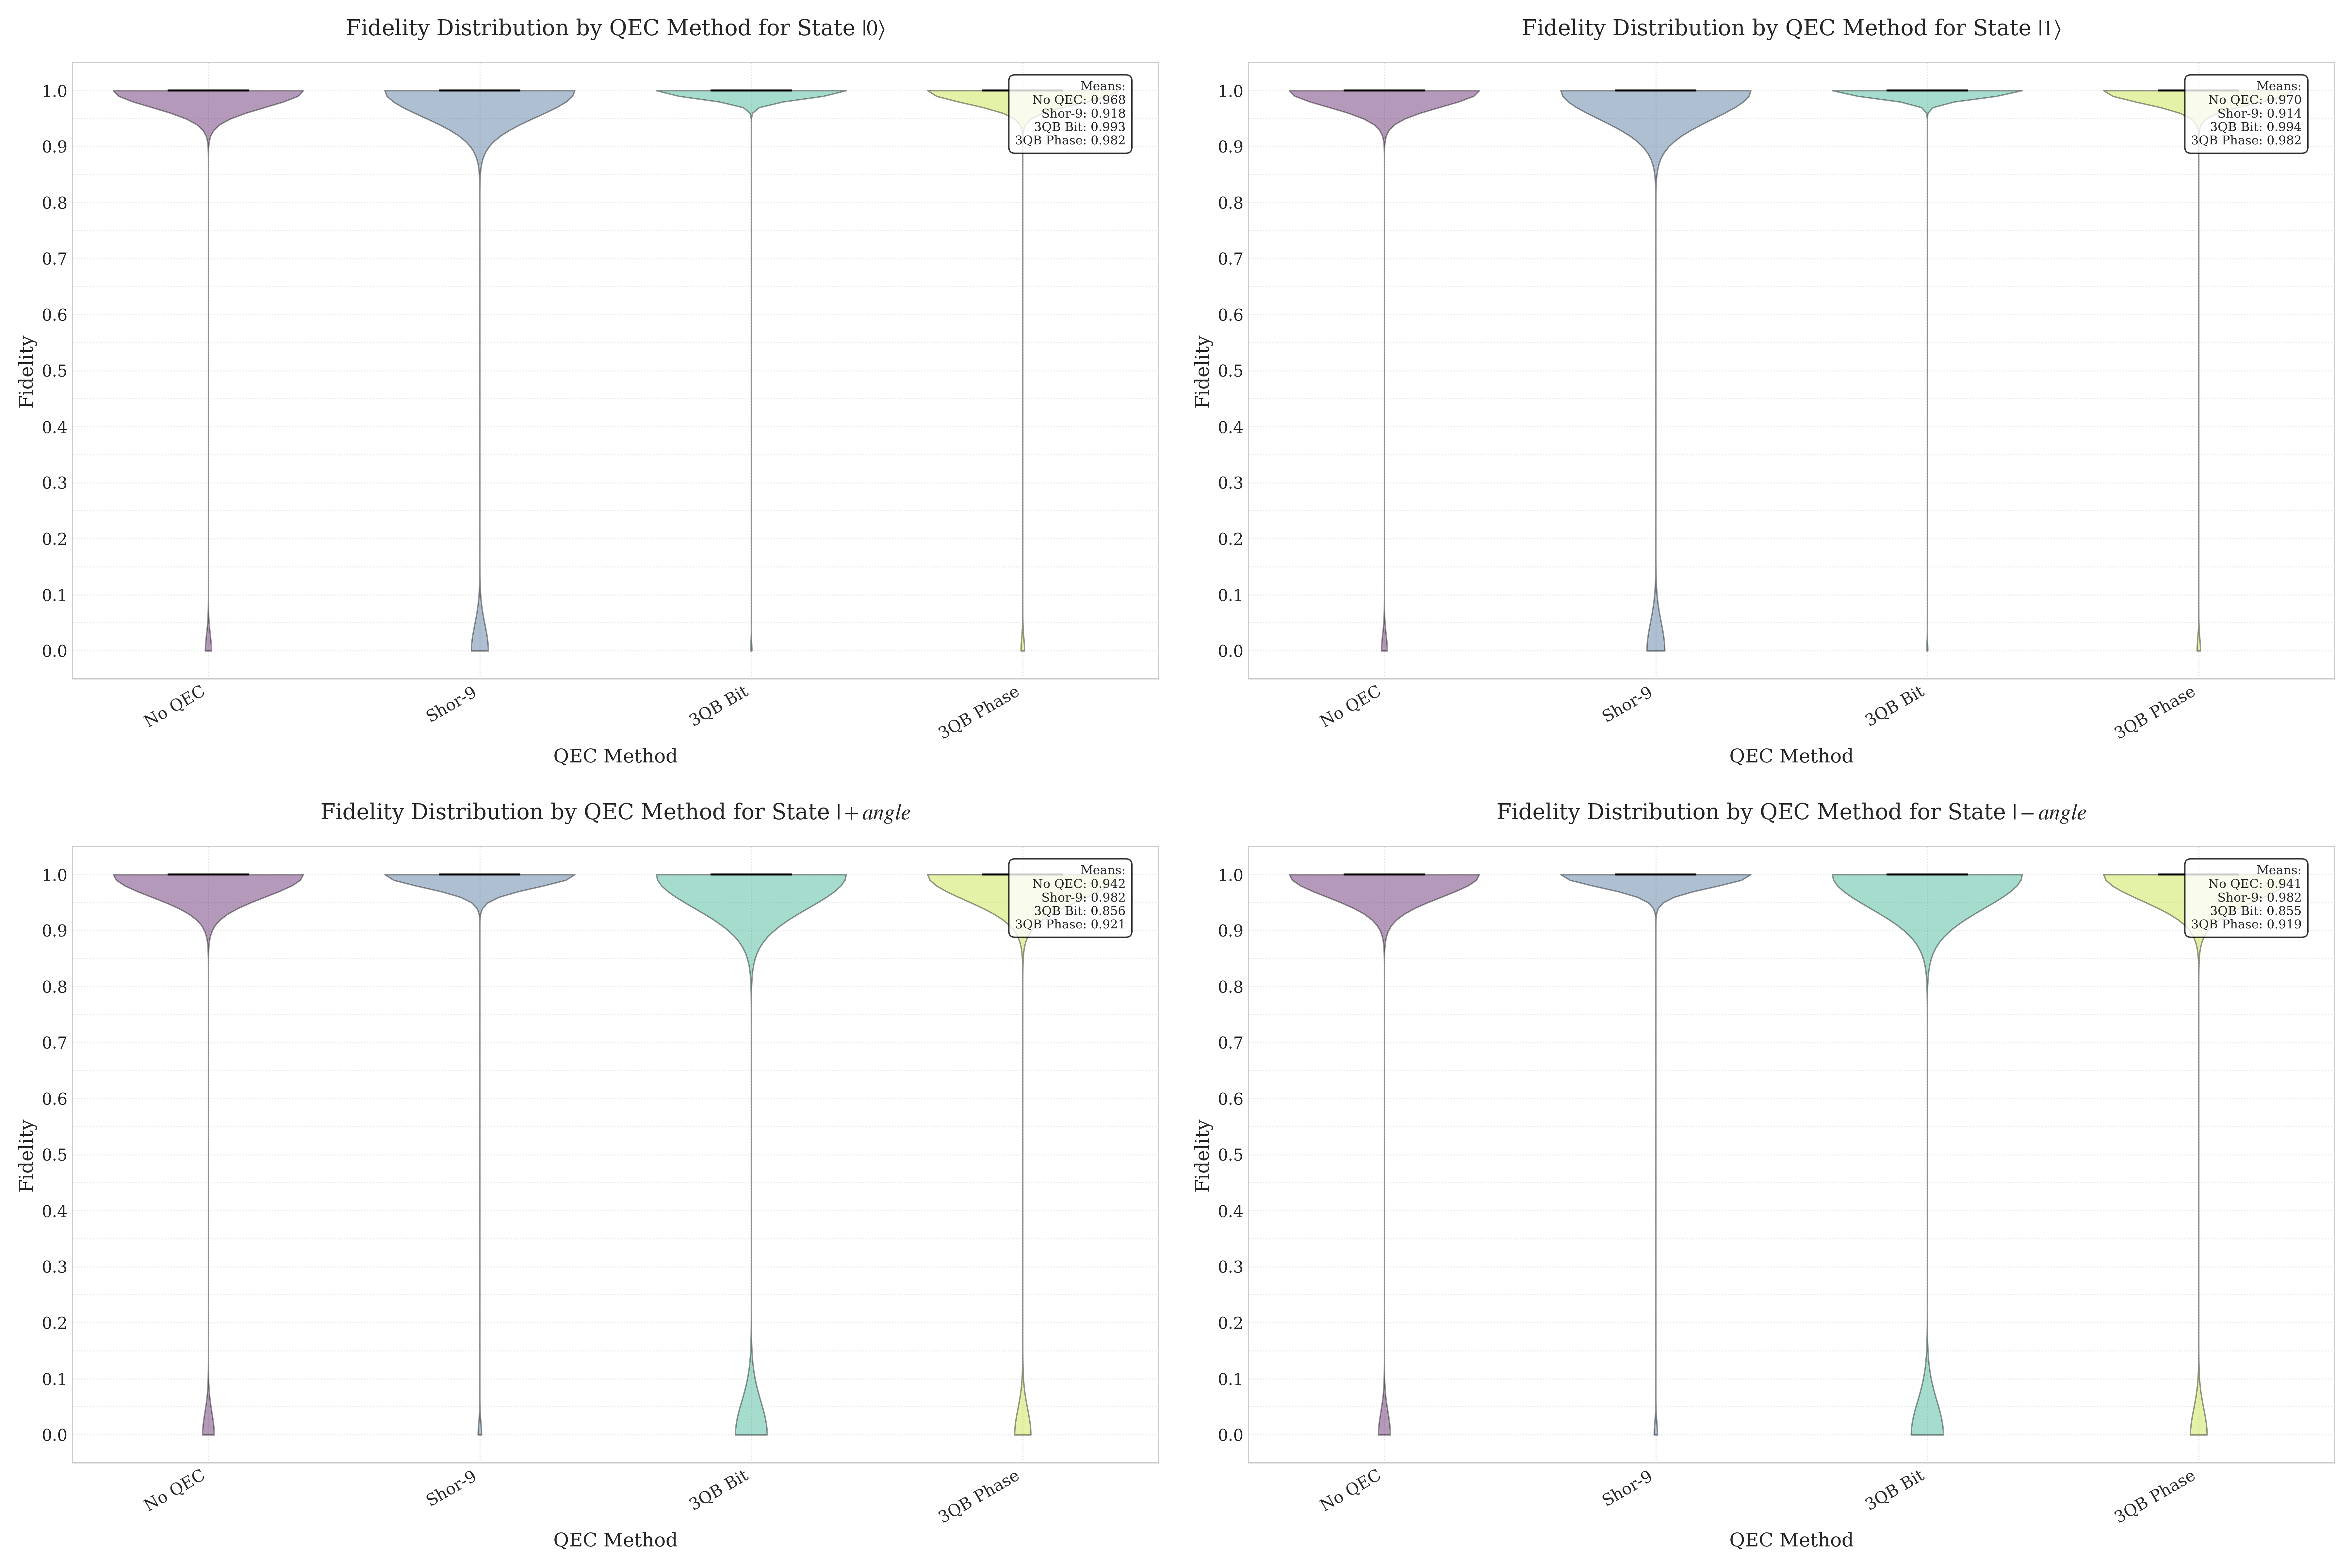 Fidelity Distribution by QEC Method for State |0⟩
Fidelity
1.0
0.9
0.8
0.7
0.6
0.5
0.4
0.3
0.2
0.1
0.0
Means:
No QEC: 0.968
Shor-9: 0.918
3QB Bit: 0.993
3QB Phase: 0.982
No QEC
Shor-9
3QB Bit
3QB Phase
QEC Method
Fidelity Distribution by QEC Method for State |1⟩
Fidelity
1.0
0.9
0.8
0.7
0.6
0.5
0.4
0.3
0.2
0.1
0.0
Means:
No QEC: 0.970
Shor-9: 0.914
3QB Bit: 0.994
3QB Phase: 0.982
No QEC
Shor-9
3QB Bit
3QB Phase
QEC Method
Fidelity Distribution by QEC Method for State |+angle
Fidelity
1.0
0.9
0.8
0.7
0.6
0.5
0.4
0.3
0.2
0.1
0.0
Means:
No QEC: 0.942
Shor-9: 0.982
3QB Bit: 0.856
3QB Phase: 0.921
No QEC
Shor-9
3QB Bit
3QB Phase
QEC Method
Fidelity Distribution by QEC Method for State |−angle
Fidelity
1.0
0.9
0.8
0.7
0.6
0.5
0.4
0.3
0.2
0.1
0.0
Means:
No QEC: 0.941
Shor-9: 0.982
3QB Bit: 0.855
3QB Phase: 0.919
No QEC
Shor-9
3QB Bit
3QB Phase
QEC Method